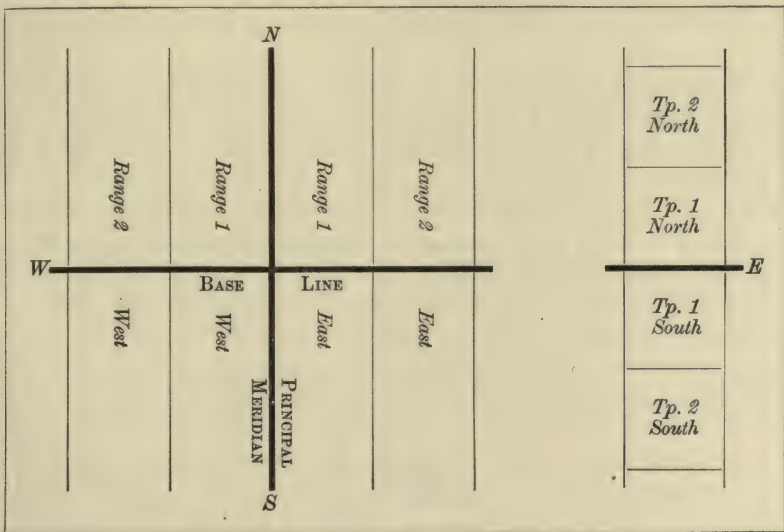 N
Range 2
West
Range 1
West
Range 1
East
Range 2
East
W
BASE LINE
PRINCIPAL
MERIDIAN
S
Tp. 2
North
Tp. 1
North
E
Tp. 1
South
Tp. 2
South